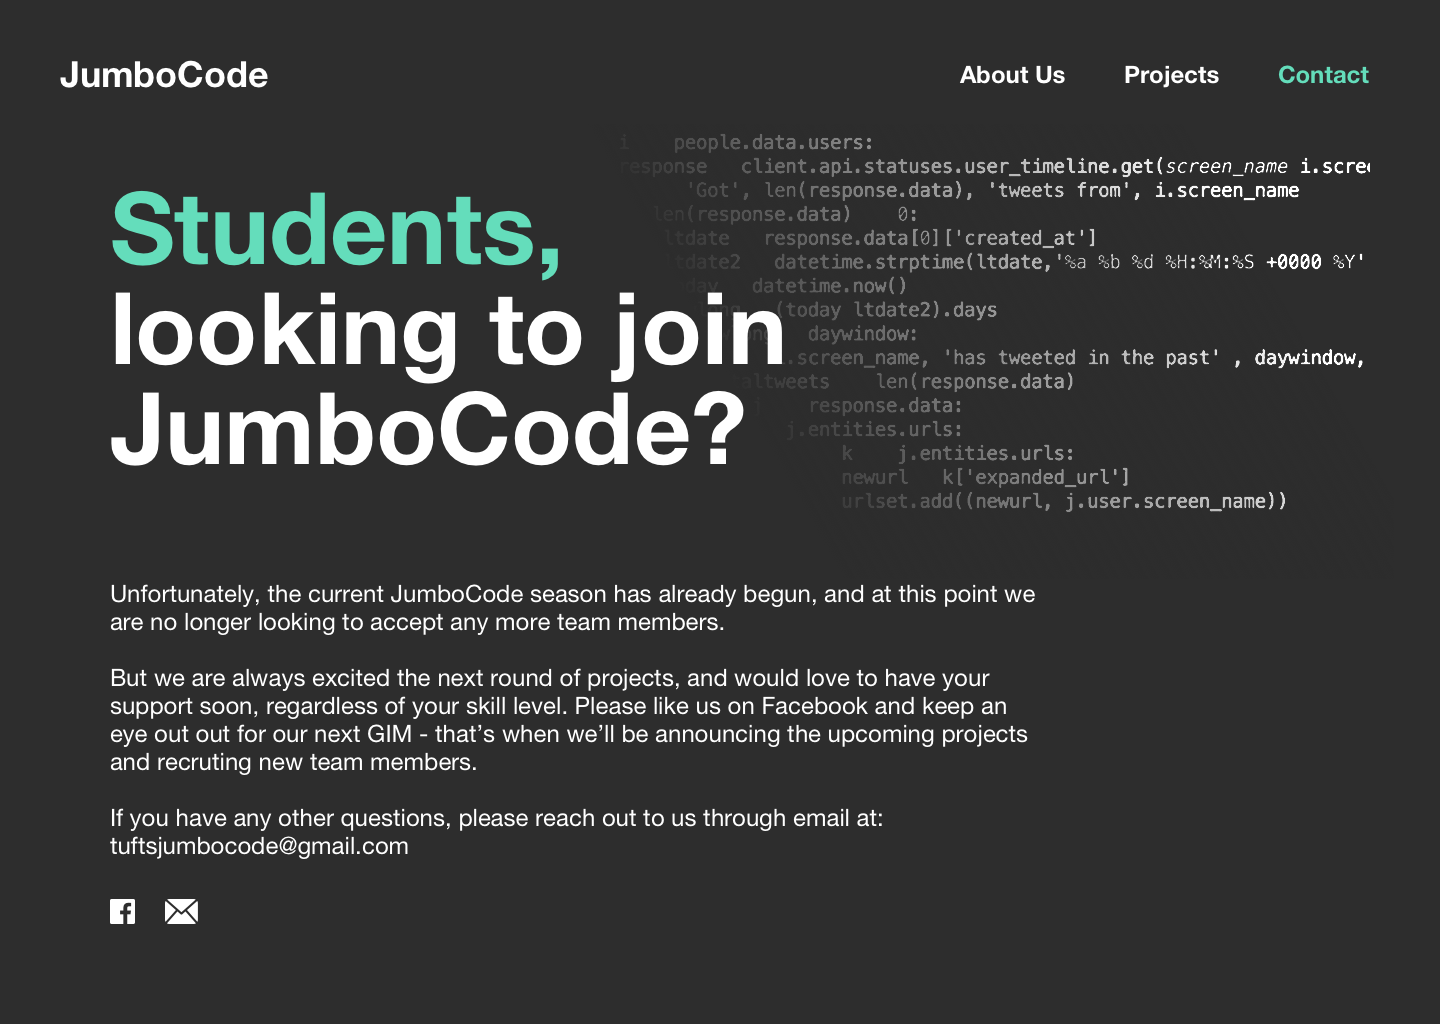 JumboCode
About Us Projects Contact
i people.data.users:
response client.api.statuses.user_timeline.get(screen_name i.scree
'Got', len(response.data), 'tweets from', i.screen_name
len(response.data) 0:
ltdate response.data[0]['created_at']
ltdate2 datetime.strptime(ltdate,'%a %b %d %H:%M:%S +0000 %Y'
datetime.now()
(today ltdate2).days
daywindow:
.screen_name, 'has tweeted in the past' , daywindow,
altweets len(response.data)
response.data:
j.entities.urls:
k j.entities.urls:
newurl k['expanded_url']
urlset.add((newurl, j.user.screen_name))
Students,
looking to join
JumboCode?
Unfortunately, the current JumboCode season has already begun, and at this point we
are no longer looking to accept any more team members.
But we are always excited the next round of projects, and would love to have your
support soon, regardless of your skill level. Please like us on Facebook and keep an
eye out out for our next GIM - that’s when we’ll be announcing the upcoming projects
and recruting new team members.
If you have any other questions, please reach out to us through email at:
tuftsjumbocode@gmail.com